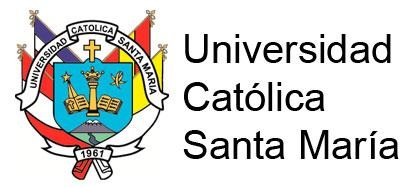 UNIVERSIDAD CATOLICA SANTA MARIA
1961
Universidad
Católica
Santa María